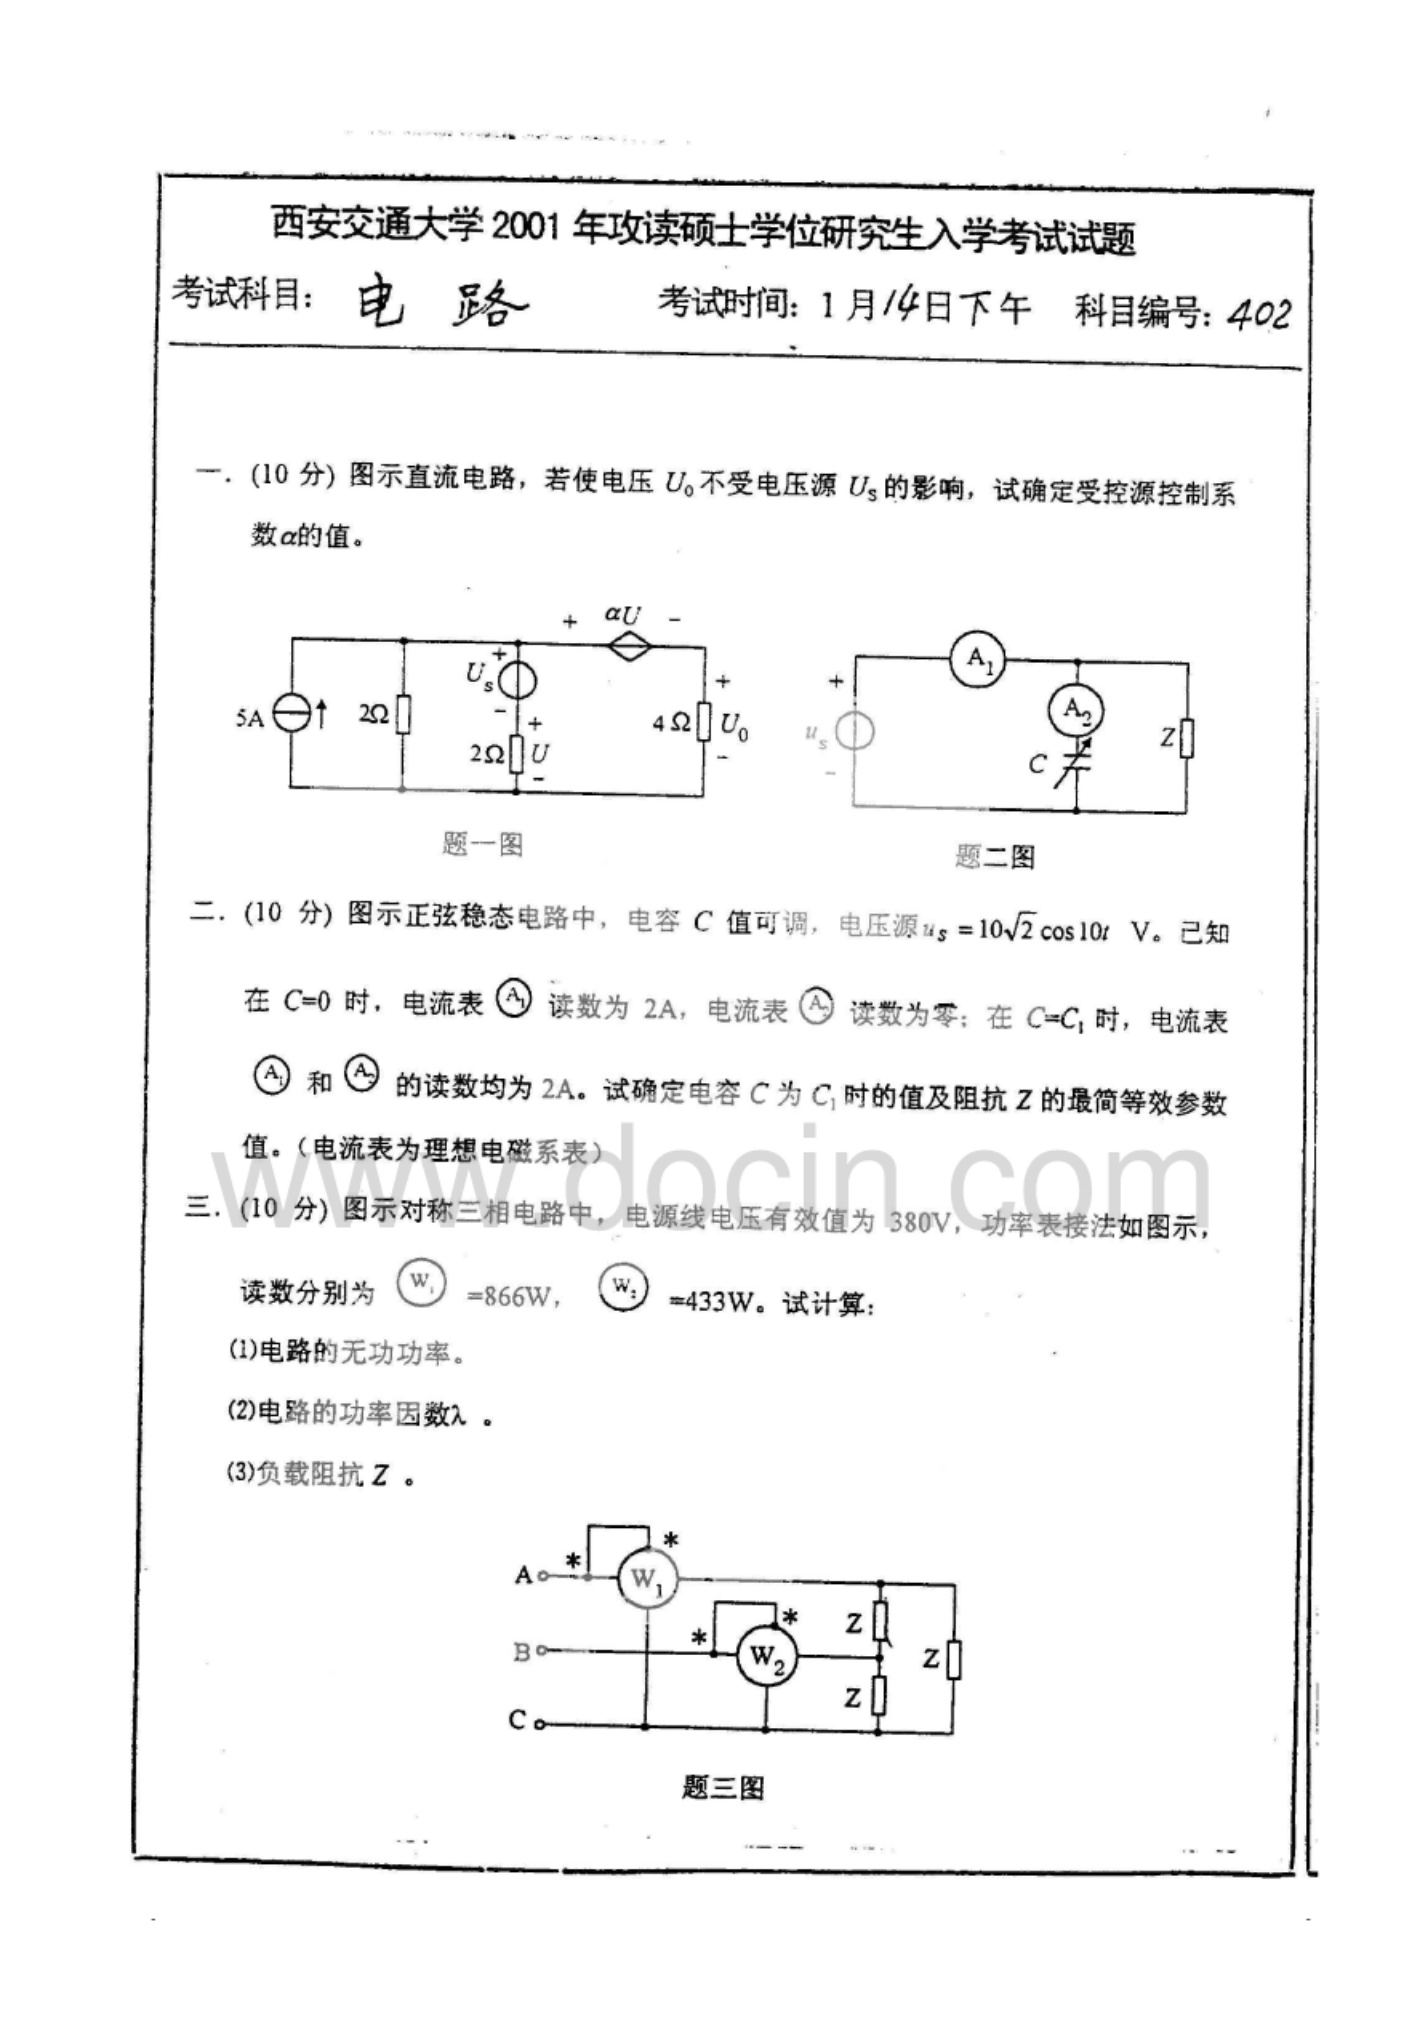 西安交通大学 2001 年攻读硕士学位研究生入学考试试题
考试科目： 电 路 考试时间：1 月14日下午 科目编号：402
一．(10 分) 图示直流电路，若使电压 U₀不受电压源 Uₛ的影响，试确定受控源控制系
数α的值。
+ αU −
5A 2Ω Uₛ + − 2Ω + U − 4Ω + U₀ −
+ uₛ − A₁ A₂ C Z
题一图 题二图
二．(10 分) 图示正弦稳态电路中，电容 C 值可调，电压源uₛ = 10√2 cos10t V。已知
在 C=0 时，电流表 A₁ 读数为 2A，电流表 A₂ 读数为零；在 C=C₁ 时，电流表
A₁ 和 A₂ 的读数均为 2A。试确定电容 C 为 C₁ 时的值及阻抗 Z 的最简等效参数
值。（电流表为理想电磁系表）
www.docin.com
三．(10 分) 图示对称三相电路中，电源线电压有效值为 380V，功率表接法如图示，
读数分别为 W₁ =866W， W₂ =433W。试计算：
(1)电路的无功功率。
(2)电路的功率因数λ 。
(3)负载阻抗 Z 。
A * W₁ *
B * W₂ * Z Z
Z
C
题三图